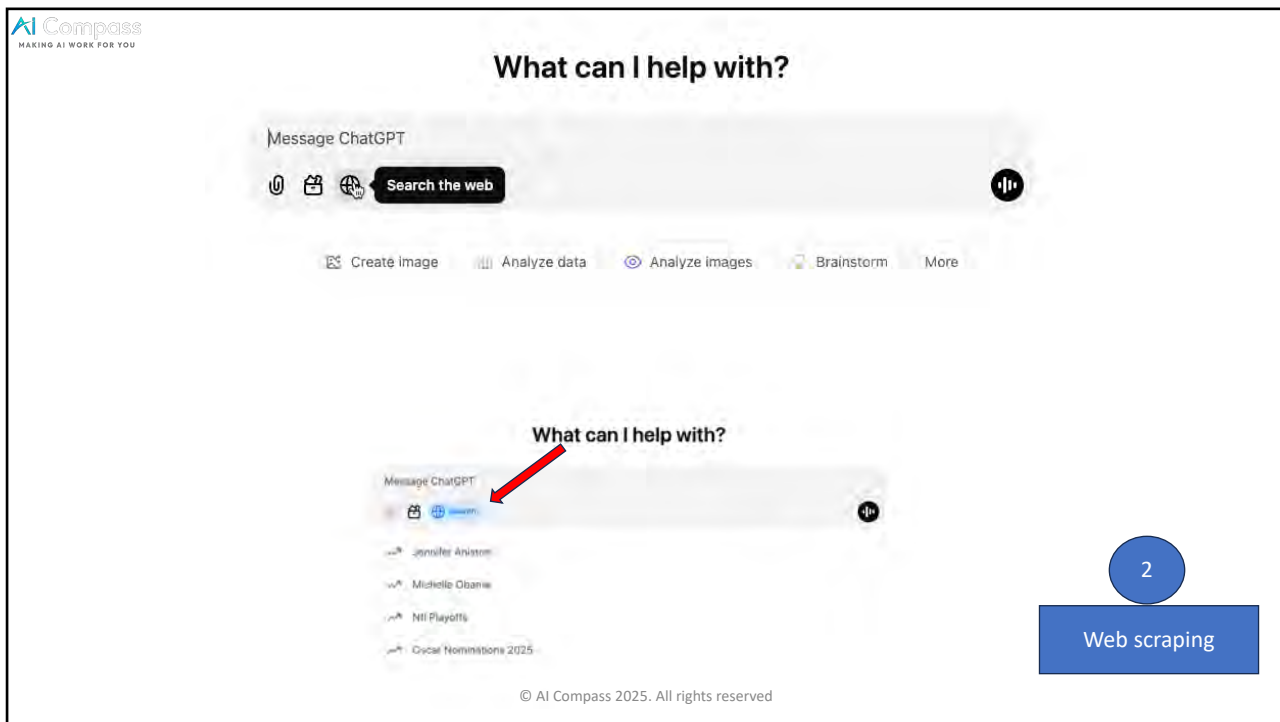 AI Compass
MAKING AI WORK FOR YOU
What can I help with?
Message ChatGPT
Search the web
Create image Analyze data Analyze images Brainstorm More
What can I help with?
Message ChatGPT
Search
Jennifer Aniston
Michelle Obama
Nfl Playoffs
Oscar Nominations 2025
2
Web scraping
© AI Compass 2025. All rights reserved